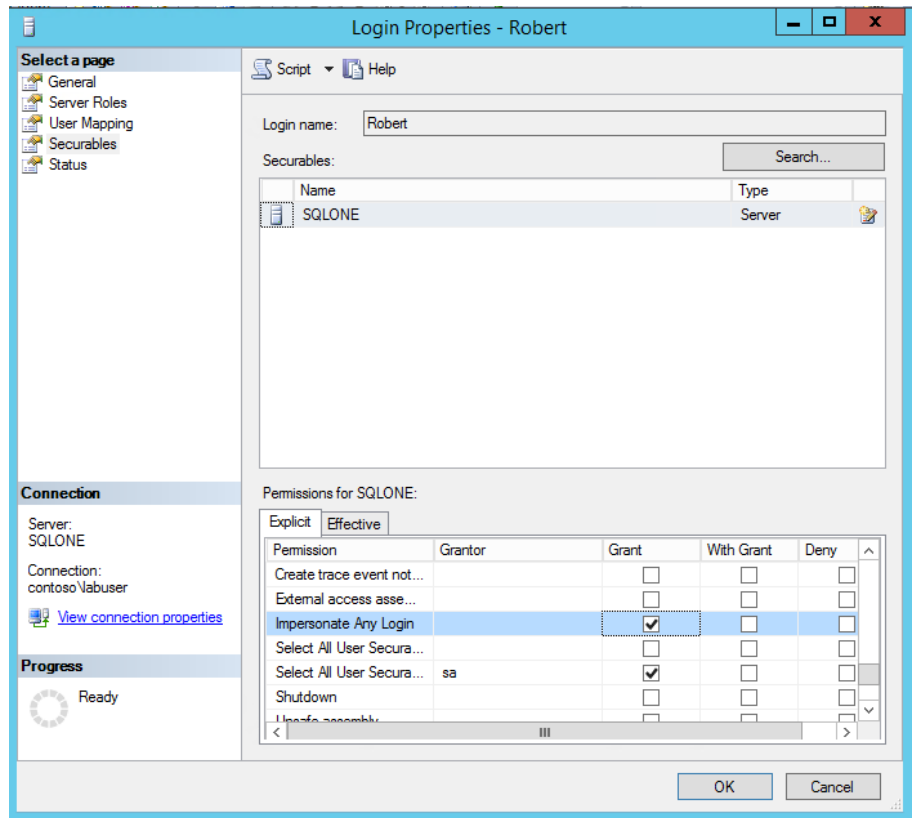 Login Properties - Robert
Select a page
General
Server Roles
User Mapping
Securables
Status
Script
Help
Login name: Robert
Securables:
Search...
Name Type
SQLONE Server
Connection
Server:
SQLONE
Connection:
contoso\labuser
View connection properties
Progress
Ready
Permissions for SQLONE:
Explicit Effective
Permission Grantor Grant With Grant Deny
Create trace event not...
External access asse...
Impersonate Any Login
Select All User Secura...
Select All User Secura... sa
Shutdown
Unsafe assembly
OK Cancel